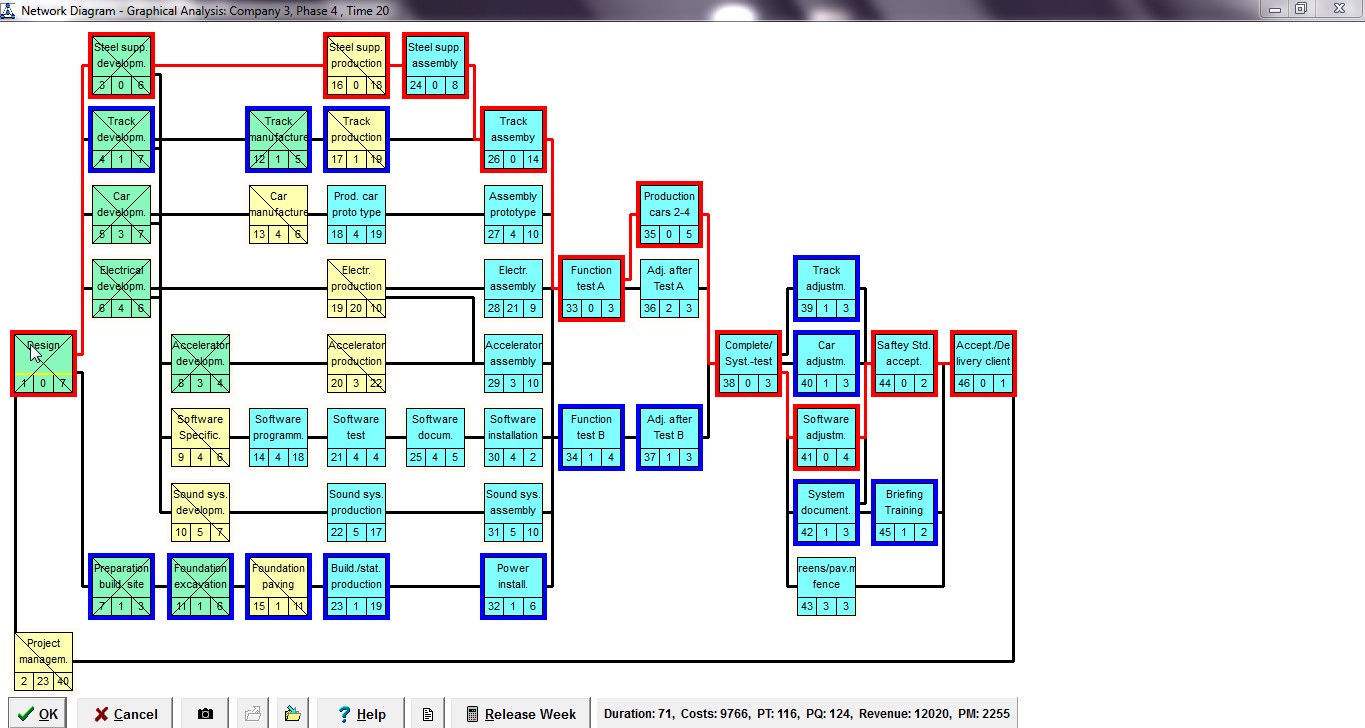 Network Diagram - Graphical Analysis: Company 3, Phase 4 , Time 20
Steel supp.
developm.
3 0 6
Steel supp.
production
16 0 18
Steel supp.
assembly
24 0 8
Track
developm.
4 1 7
Track
manufacture
12 1 5
Track
production
17 1 19
Track
assemby
26 0 14
Car
developm.
5 3 7
Car
manufacture
13 4 6
Prod. car
proto type
18 4 19
Assembly
prototype
27 4 10
Production
cars 2-4
35 0 5
Electrical
developm.
6 4 6
Electr.
production
19 20 10
Electr.
assembly
28 21 9
Function
test A
33 0 3
Adj. after
Test A
36 2 3
Track
adjustm.
39 1 3
Design
1 0 7
Accelerator
developm.
8 3 4
Accelerator
production
20 3 22
Accelerator
assembly
29 3 10
Complete/
Syst.-test
38 0 3
Car
adjustm.
40 1 3
Saftey Std.
accept.
44 0 2
Accept./De
livery client
46 0 1
Software
Specific.
9 4 6
Software
programm.
14 4 18
Software
test
21 4 4
Software
docum.
25 4 5
Software
installation
30 4 2
Function
test B
34 1 4
Adj. after
Test B
37 1 3
Software
adjustm.
41 0 4
Sound sys.
developm.
10 5 7
Sound sys.
production
22 5 17
Sound sys.
assembly
31 5 10
System
document.
42 1 3
Briefing
Training
45 1 2
Preparation
build. site
7 1 3
Foundation
excavation
11 1 6
Foundation
paving
15 1 11
Build./stat.
production
23 1 19
Power
install.
32 1 6
reens/pav.m
fence
43 3 3
Project
managem.
2 23 40
OK
Cancel
Help
Release Week
Duration: 71, Costs: 9766, PT: 116, PQ: 124, Revenue: 12020, PM: 2255